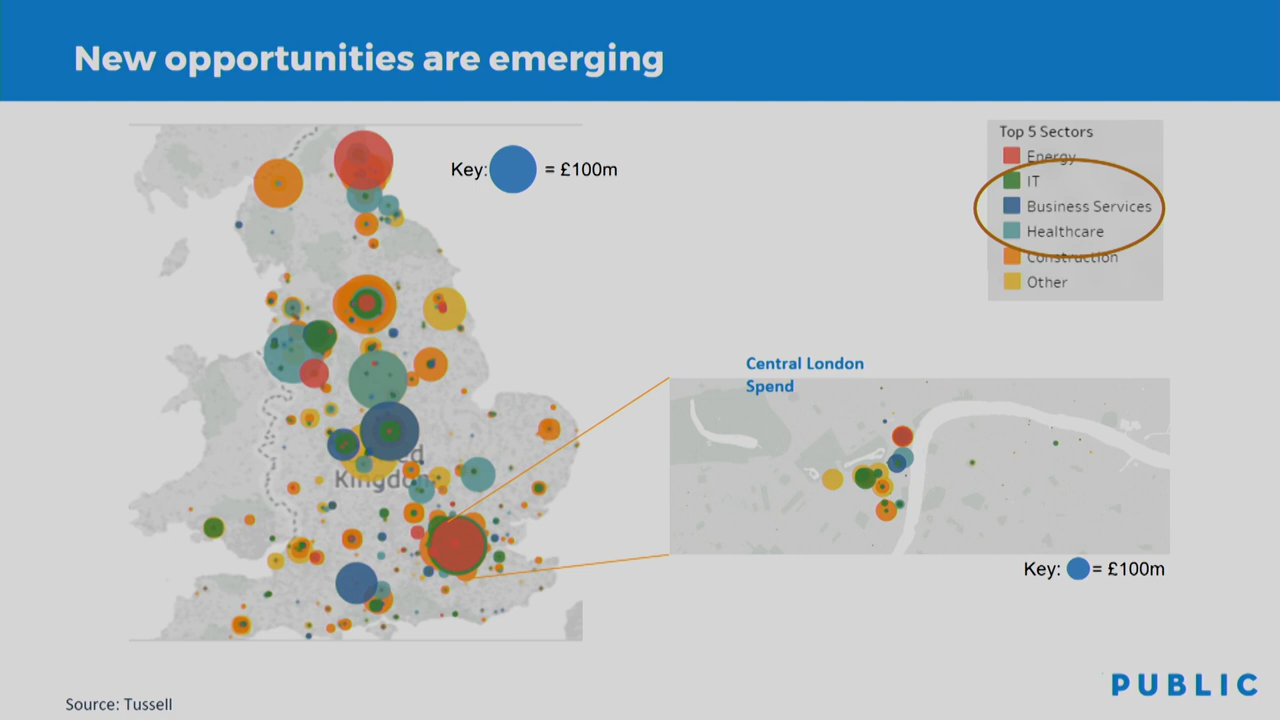 New opportunities are emerging
Key: = £100m
Top 5 Sectors
Energy
IT
Business Services
Healthcare
Construction
Other
Kingdom
Central London
Spend
Key: = £100m
PUBLIC
Source: Tussell